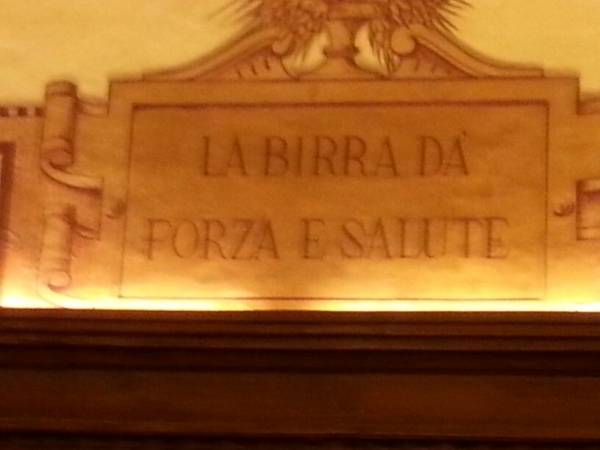 LA BIRRA DA'
FORZA E SALUTE